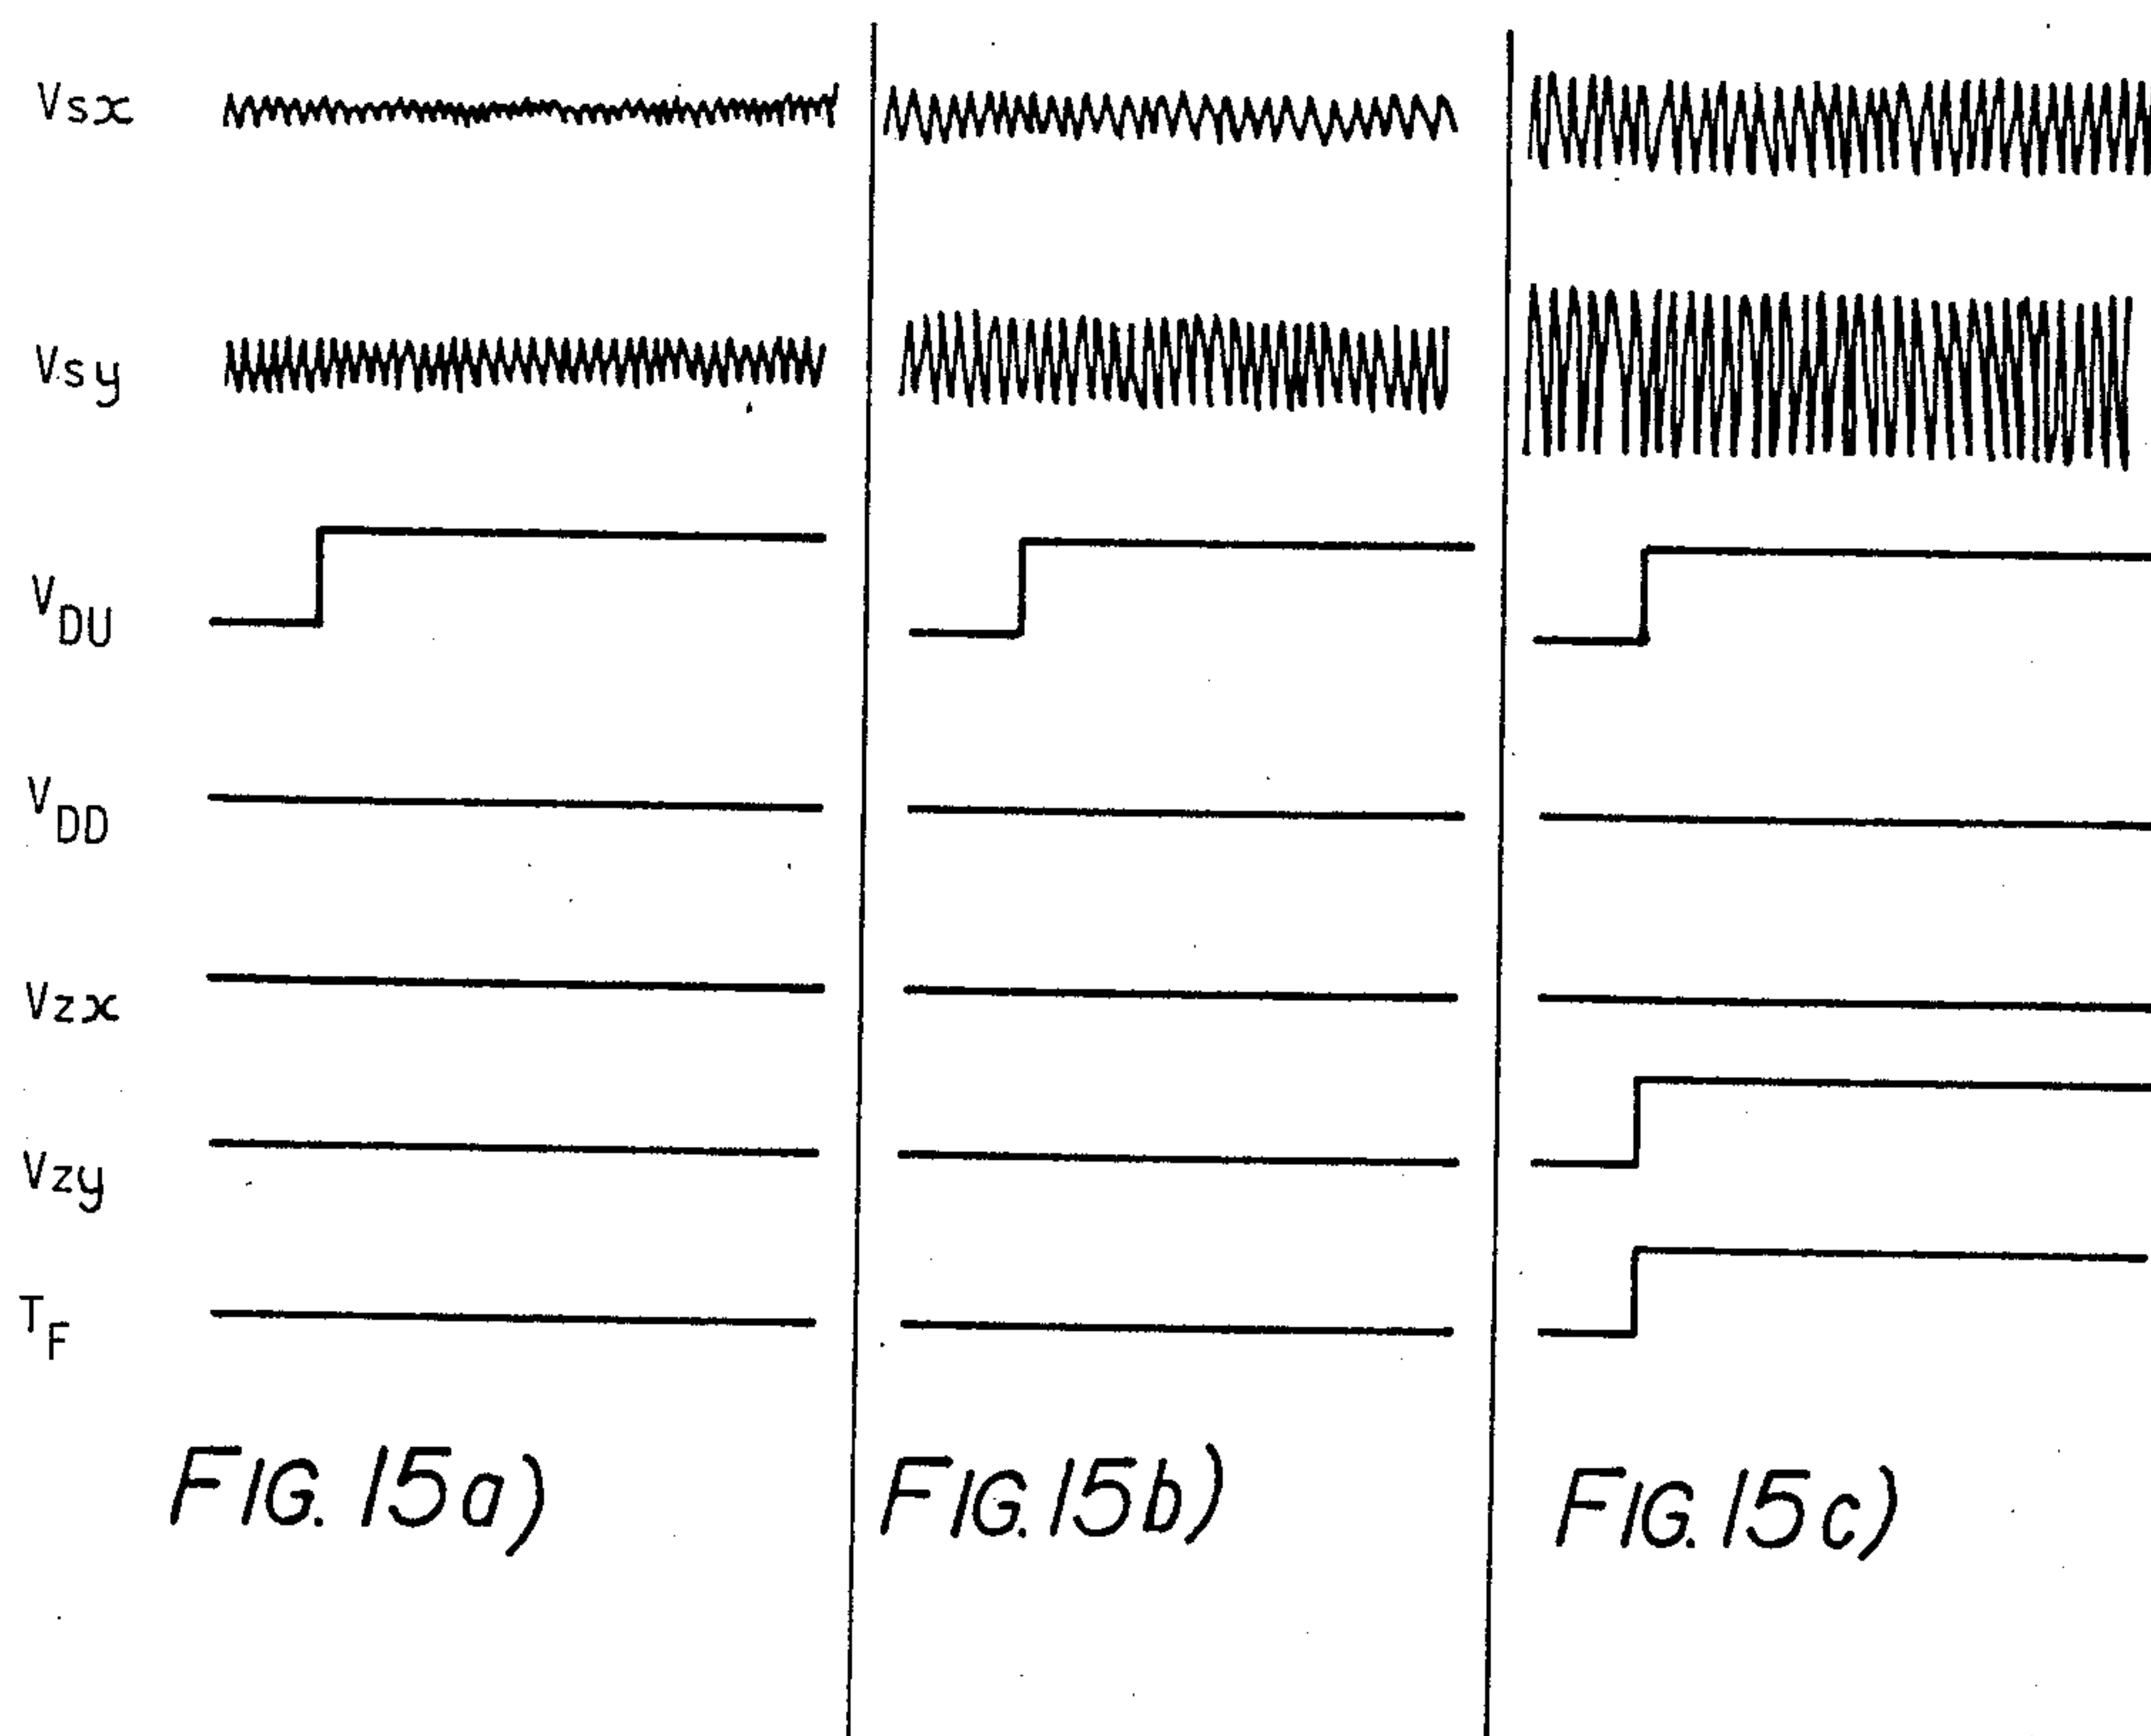 Vsx
Vsy
VDU
VDD
Vzx
Vzy
TF
FIG. 15a) FIG. 15b) FIG. 15c)